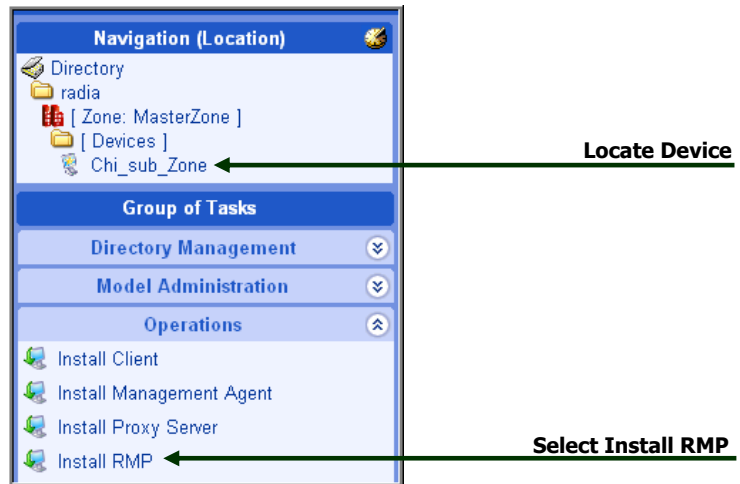 Navigation (Location)
Directory
radia
[ Zone: MasterZone ]
[ Devices ]
Chi_sub_Zone
Locate Device
Group of Tasks
Directory Management
Model Administration
Operations
Install Client
Install Management Agent
Install Proxy Server
Install RMP
Select Install RMP